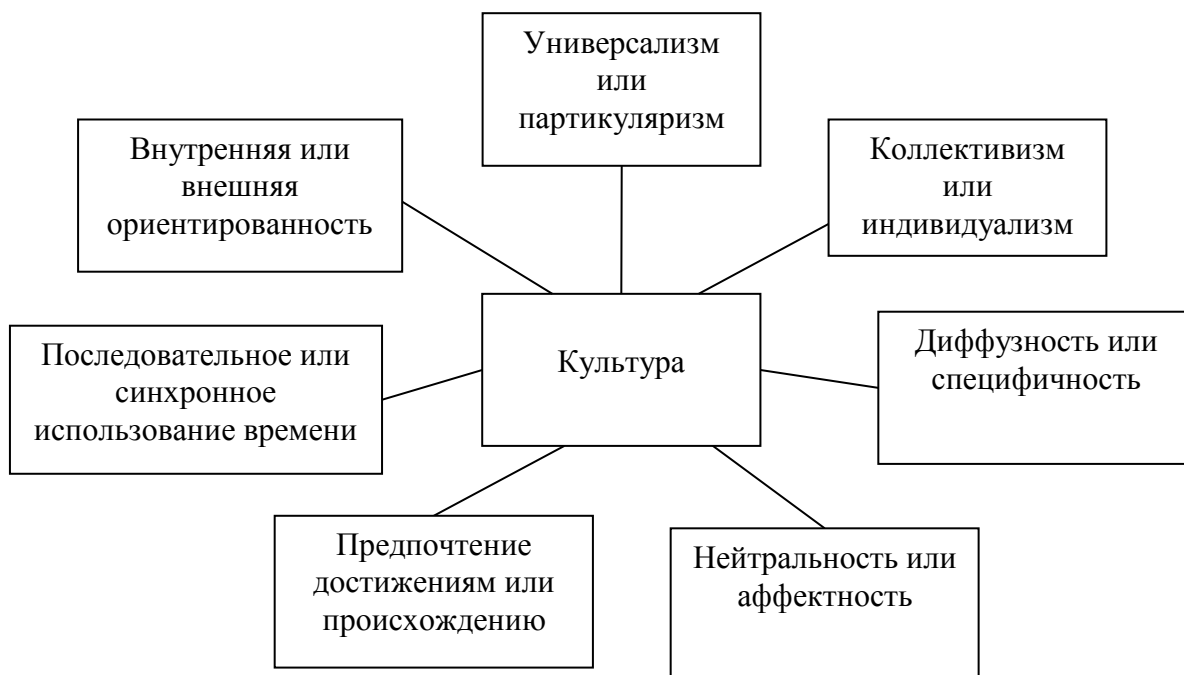 Универсализм
или
партикуляризм
Внутренняя или
внешняя
ориентированность
Коллективизм
или
индивидуализм
Последовательное или
синхронное
использование времени
Культура
Диффузность или
специфичность
Предпочтение
достижениям или
происхождению
Нейтральность или
аффектность